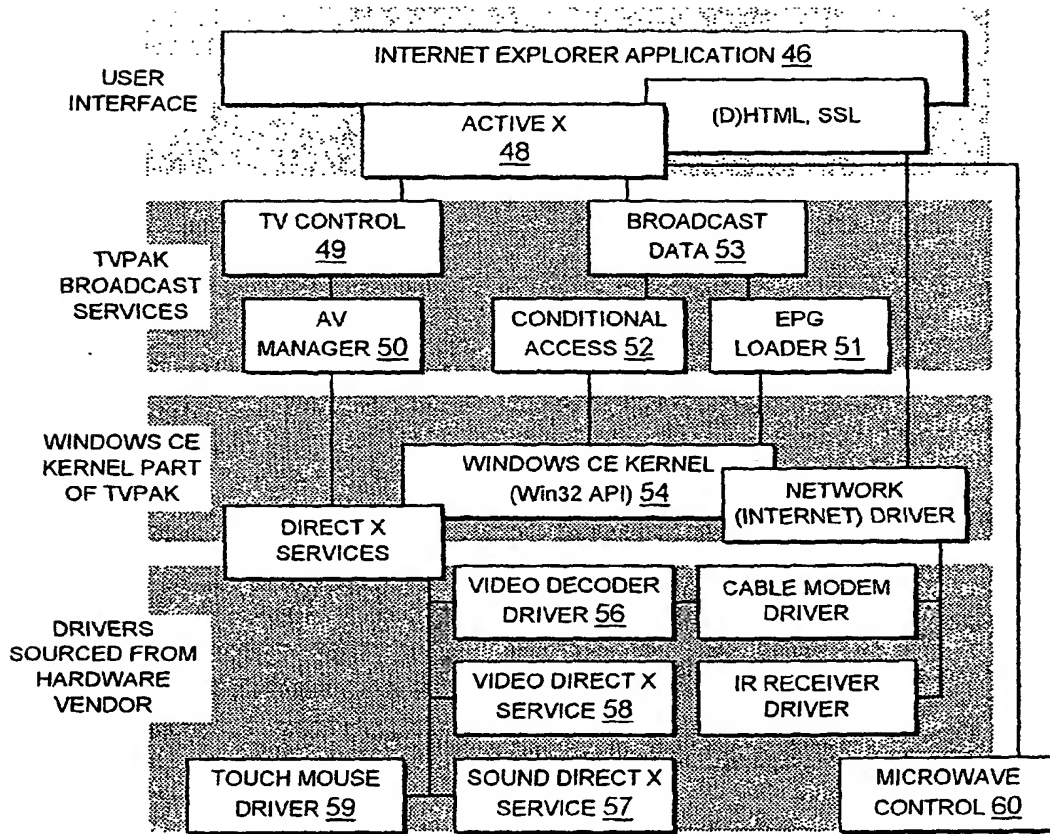 INTERNET EXPLORER APPLICATION 46
USER
INTERFACE
(D)HTML, SSL
ACTIVE X
48
TV CONTROL
49
BROADCAST
DATA 53
TVPAK
BROADCAST
SERVICES
AV
MANAGER 50
CONDITIONAL
ACCESS 52
EPG
LOADER 51
WINDOWS CE
KERNEL PART
OF TVPAK
WINDOWS CE KERNEL
(Win32 API) 54
NETWORK
(INTERNET) DRIVER
DIRECT X
SERVICES
DRIVERS
SOURCED FROM
HARDWARE
VENDOR
VIDEO DECODER
DRIVER 56
CABLE MODEM
DRIVER
VIDEO DIRECT X
SERVICE 58
IR RECEIVER
DRIVER
TOUCH MOUSE
DRIVER 59
SOUND DIRECT X
SERVICE 57
MICROWAVE
CONTROL 60